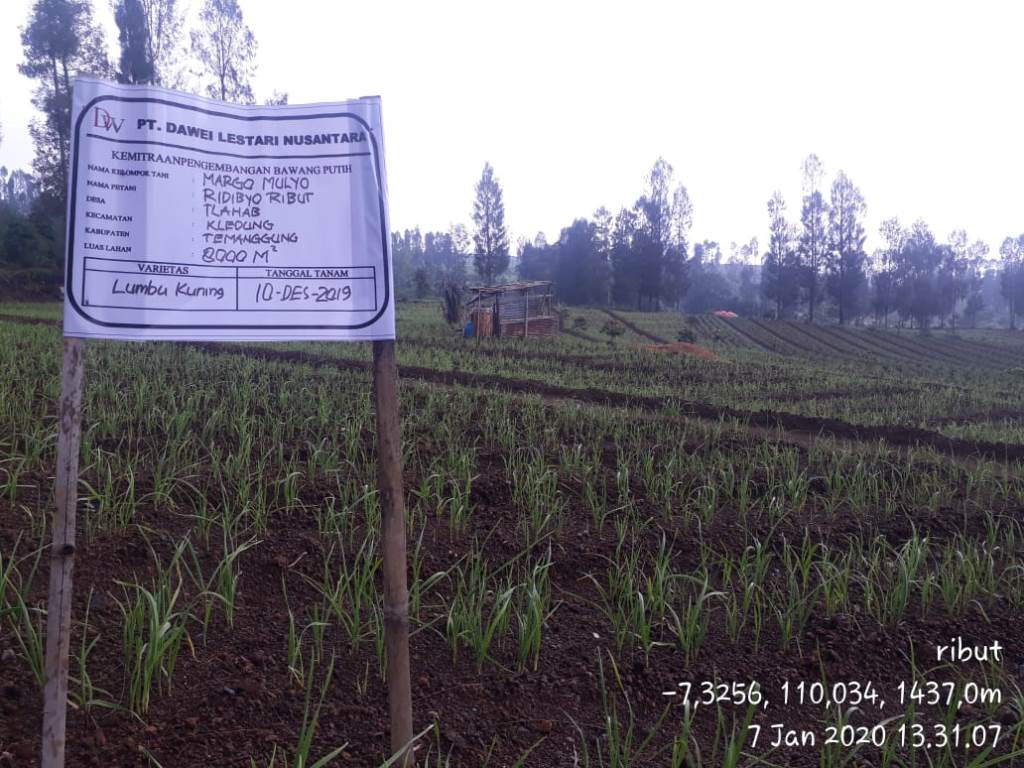 DW PT. DAWEI LESTARI NUSANTARA
KEMITRAANPENGEMBANGAN BAWANG PUTIH
NAMA KELOMPOK TANI : MARGO MULYO
NAMA PETANI : RIDIBYO RIBUT
DESA : TLAHAB
KECAMATAN : KLEDUNG
KABUPATEN : TEMANGGUNG
LUAS LAHAN : 8000 M²
VARIETAS TANGGAL TANAM
Lumbu Kuning 10-DES-2019
ribut
-7,3256, 110,034, 1437,0m
7 Jan 2020 13.31.07